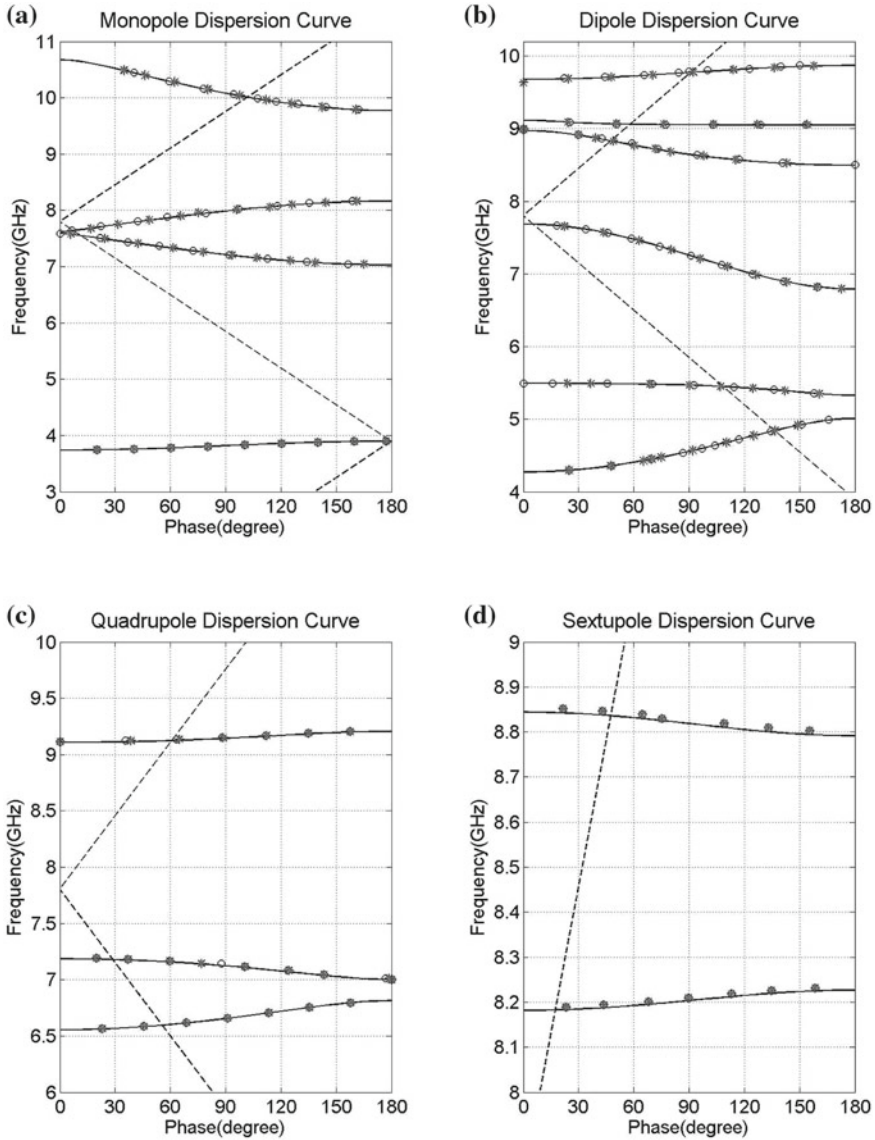 (a)
Monopole Dispersion Curve
11
10
9
8
7
6
5
4
3
Frequency(GHz)
0 30 60 90 120 150 180
Phase(degree)
(b)
Dipole Dispersion Curve
10
9
8
7
6
5
4
Frequency(GHz)
0 30 60 90 120 150 180
Phase(degree)
(c)
Quadrupole Dispersion Curve
10
9.5
9
8.5
8
7.5
7
6.5
6
Frequency(GHz)
0 30 60 90 120 150 180
Phase(degree)
(d)
Sextupole Dispersion Curve
9
8.9
8.8
8.7
8.6
8.5
8.4
8.3
8.2
8.1
8
Frequency(GHz)
0 30 60 90 120 150 180
Phase(degree)